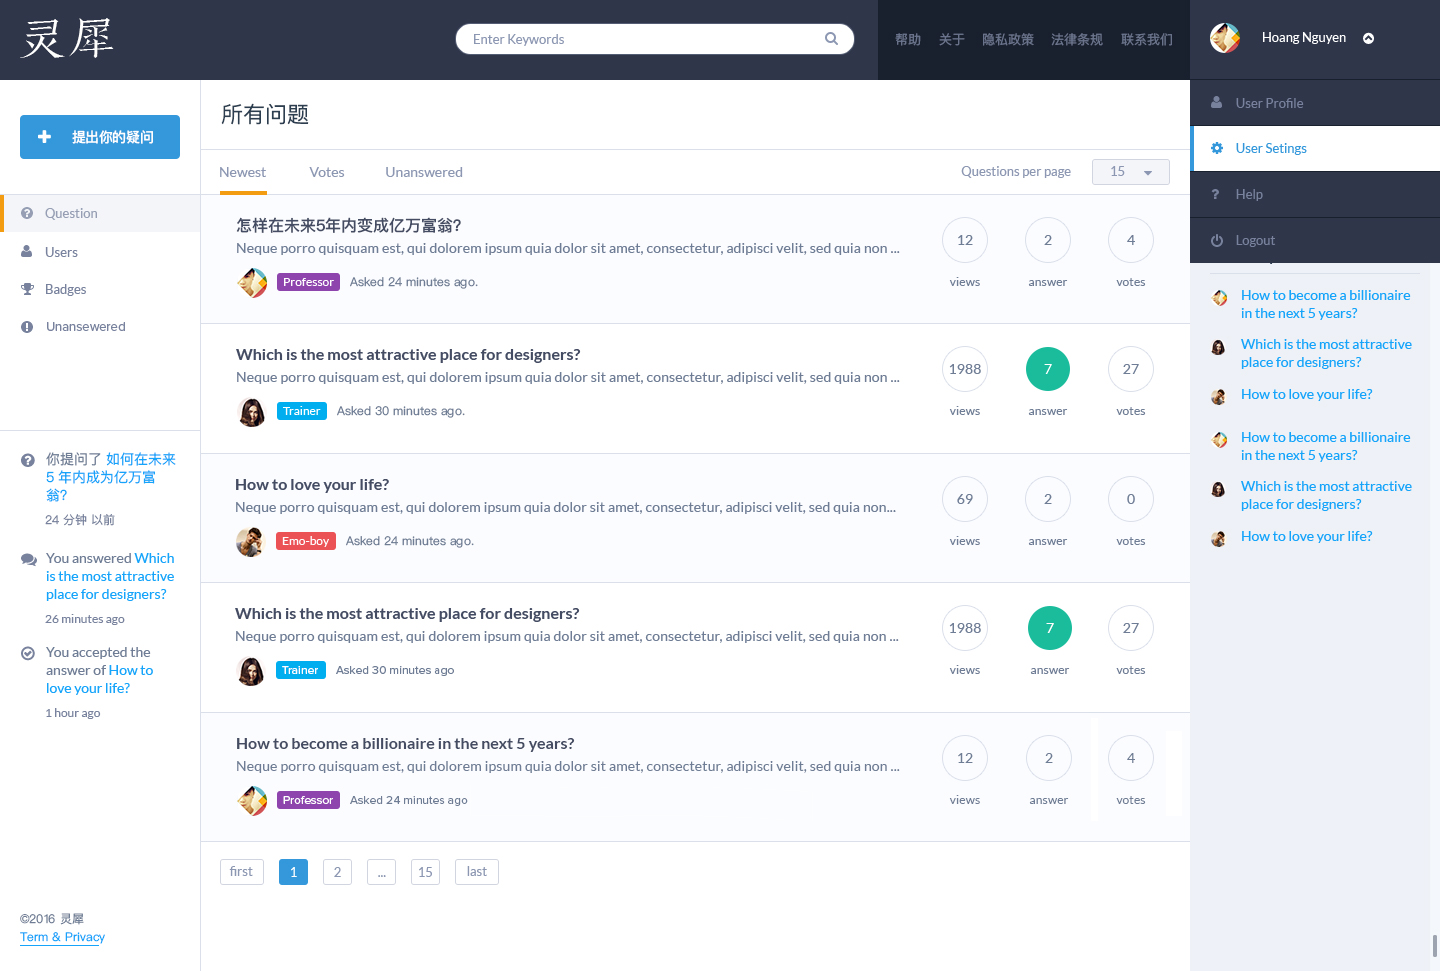 灵犀
Enter Keywords
帮助 关于 隐私政策 法律条规 联系我们
Hoang Nguyen
User Profile
User Setings
Help
Logout
提出你的疑问
Question
Users
Badges
Unansewered
你提问了 如何在未来
5 年内成为亿万富
翁?
24 分钟 以前
You answered Which
is the most attractive
place for designers?
26 minutes ago
You accepted the
answer of How to
love your life?
1 hour ago
©2016 灵犀
Term & Privacy
所有问题
Newest Votes Unanswered
Questions per page 15
怎样在未来5年内变成亿万富翁?
Neque porro quisquam est, qui dolorem ipsum quia dolor sit amet, consectetur, adipisci velit, sed quia non ...
Professor Asked 24 minutes ago.
12 2 4
views answer votes
Which is the most attractive place for designers?
Neque porro quisquam est, qui dolorem ipsum quia dolor sit amet, consectetur, adipisci velit, sed quia non ...
Trainer Asked 30 minutes ago.
1988 7 27
views answer votes
How to love your life?
Neque porro quisquam est, qui dolorem ipsum quia dolor sit amet, consectetur, adipisci velit, sed quia non...
Emo-boy Asked 24 minutes ago.
69 2 0
views answer votes
Which is the most attractive place for designers?
Neque porro quisquam est, qui dolorem ipsum quia dolor sit amet, consectetur, adipisci velit, sed quia non ...
Trainer Asked 30 minutes ago
1988 7 27
views answer votes
How to become a billionaire in the next 5 years?
Neque porro quisquam est, qui dolorem ipsum quia dolor sit amet, consectetur, adipisci velit, sed quia non ...
Professor Asked 24 minutes ago
12 2 4
views answer votes
first 1 2 ... 15 last
How to become a billionaire
in the next 5 years?
Which is the most attractive
place for designers?
How to love your life?
How to become a billionaire
in the next 5 years?
Which is the most attractive
place for designers?
How to love your life?